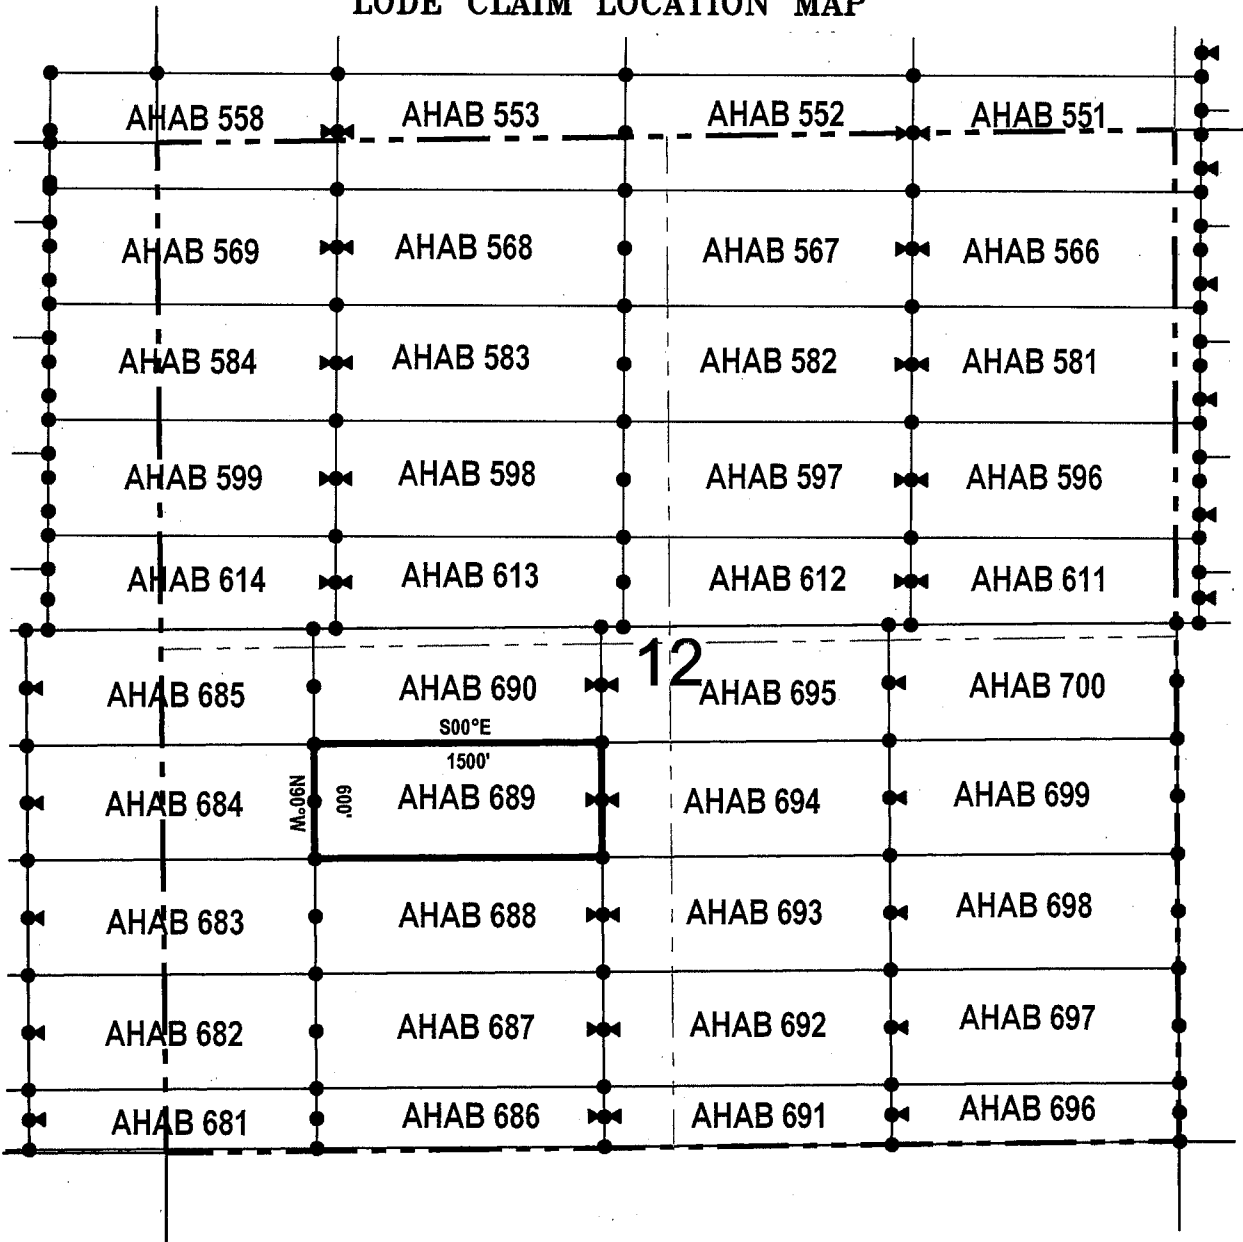 LODE CLAIM LOCATION MAP
AHAB 558 AHAB 553 AHAB 552 AHAB 551
AHAB 569 AHAB 568 AHAB 567 AHAB 566
AHAB 584 AHAB 583 AHAB 582 AHAB 581
AHAB 599 AHAB 598 AHAB 597 AHAB 596
AHAB 614 AHAB 613 AHAB 612 AHAB 611
12
AHAB 685 AHAB 690 AHAB 695 AHAB 700
S00°E
1500'
N90°W
600'
AHAB 684 AHAB 689 AHAB 694 AHAB 699
AHAB 683 AHAB 688 AHAB 693 AHAB 698
AHAB 682 AHAB 687 AHAB 692 AHAB 697
AHAB 681 AHAB 686 AHAB 691 AHAB 696